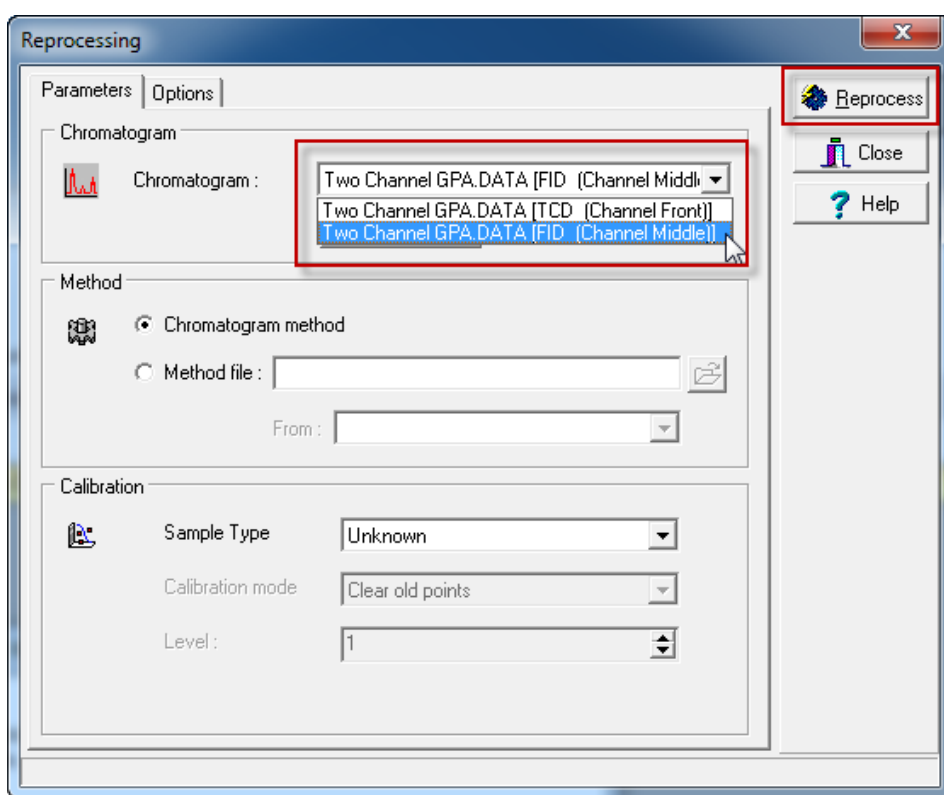 Reprocessing
x
Parameters
Options
Reprocess
Chromatogram
Close
Chromatogram :
Two Channel GPA.DATA [FID (Channel Middl
Help
Two Channel GPA.DATA [TCD (Channel Front)]
Two Channel GPA.DATA [FID (Channel Middle)]
Method
Chromatogram method
Method file :
From :
Calibration
Sample Type
Unknown
Calibration mode
Clear old points
Level :
1